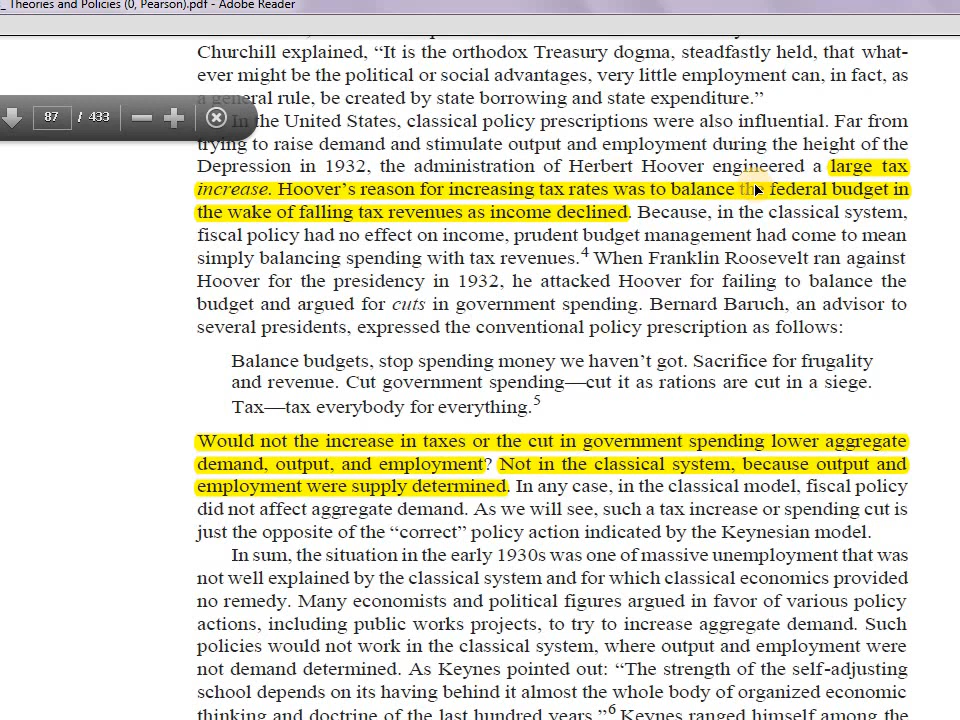 _ Theories and Policies (0, Pearson).pdf - Adobe Reader
Churchill explained, “It is the orthodox Treasury dogma, steadfastly held, that what-
ever might be the political or social advantages, very little employment can, in fact, as
a general rule, be created by state borrowing and state expenditure.”
87 / 433
In the United States, classical policy prescriptions were also influential. Far from
trying to raise demand and stimulate output and employment during the height of the
Depression in 1932, the administration of Herbert Hoover engineered a large tax
increase. Hoover’s reason for increasing tax rates was to balance the federal budget in
the wake of falling tax revenues as income declined. Because, in the classical system,
fiscal policy had no effect on income, prudent budget management had come to mean
simply balancing spending with tax revenues.4 When Franklin Roosevelt ran against
Hoover for the presidency in 1932, he attacked Hoover for failing to balance the
budget and argued for cuts in government spending. Bernard Baruch, an advisor to
several presidents, expressed the conventional policy prescription as follows:
Balance budgets, stop spending money we haven’t got. Sacrifice for frugality
and revenue. Cut government spending—cut it as rations are cut in a siege.
Tax—tax everybody for everything.5
Would not the increase in taxes or the cut in government spending lower aggregate
demand, output, and employment? Not in the classical system, because output and
employment were supply determined. In any case, in the classical model, fiscal policy
did not affect aggregate demand. As we will see, such a tax increase or spending cut is
just the opposite of the “correct” policy action indicated by the Keynesian model.
In sum, the situation in the early 1930s was one of massive unemployment that was
not well explained by the classical system and for which classical economics provided
no remedy. Many economists and political figures argued in favor of various policy
actions, including public works projects, to try to increase aggregate demand. Such
policies would not work in the classical system, where output and employment were
not demand determined. As Keynes pointed out: “The strength of the self-adjusting
school depends on its having behind it almost the whole body of organized economic
thinking and doctrine of the last hundred years.”6 Keynes ranged himself among the